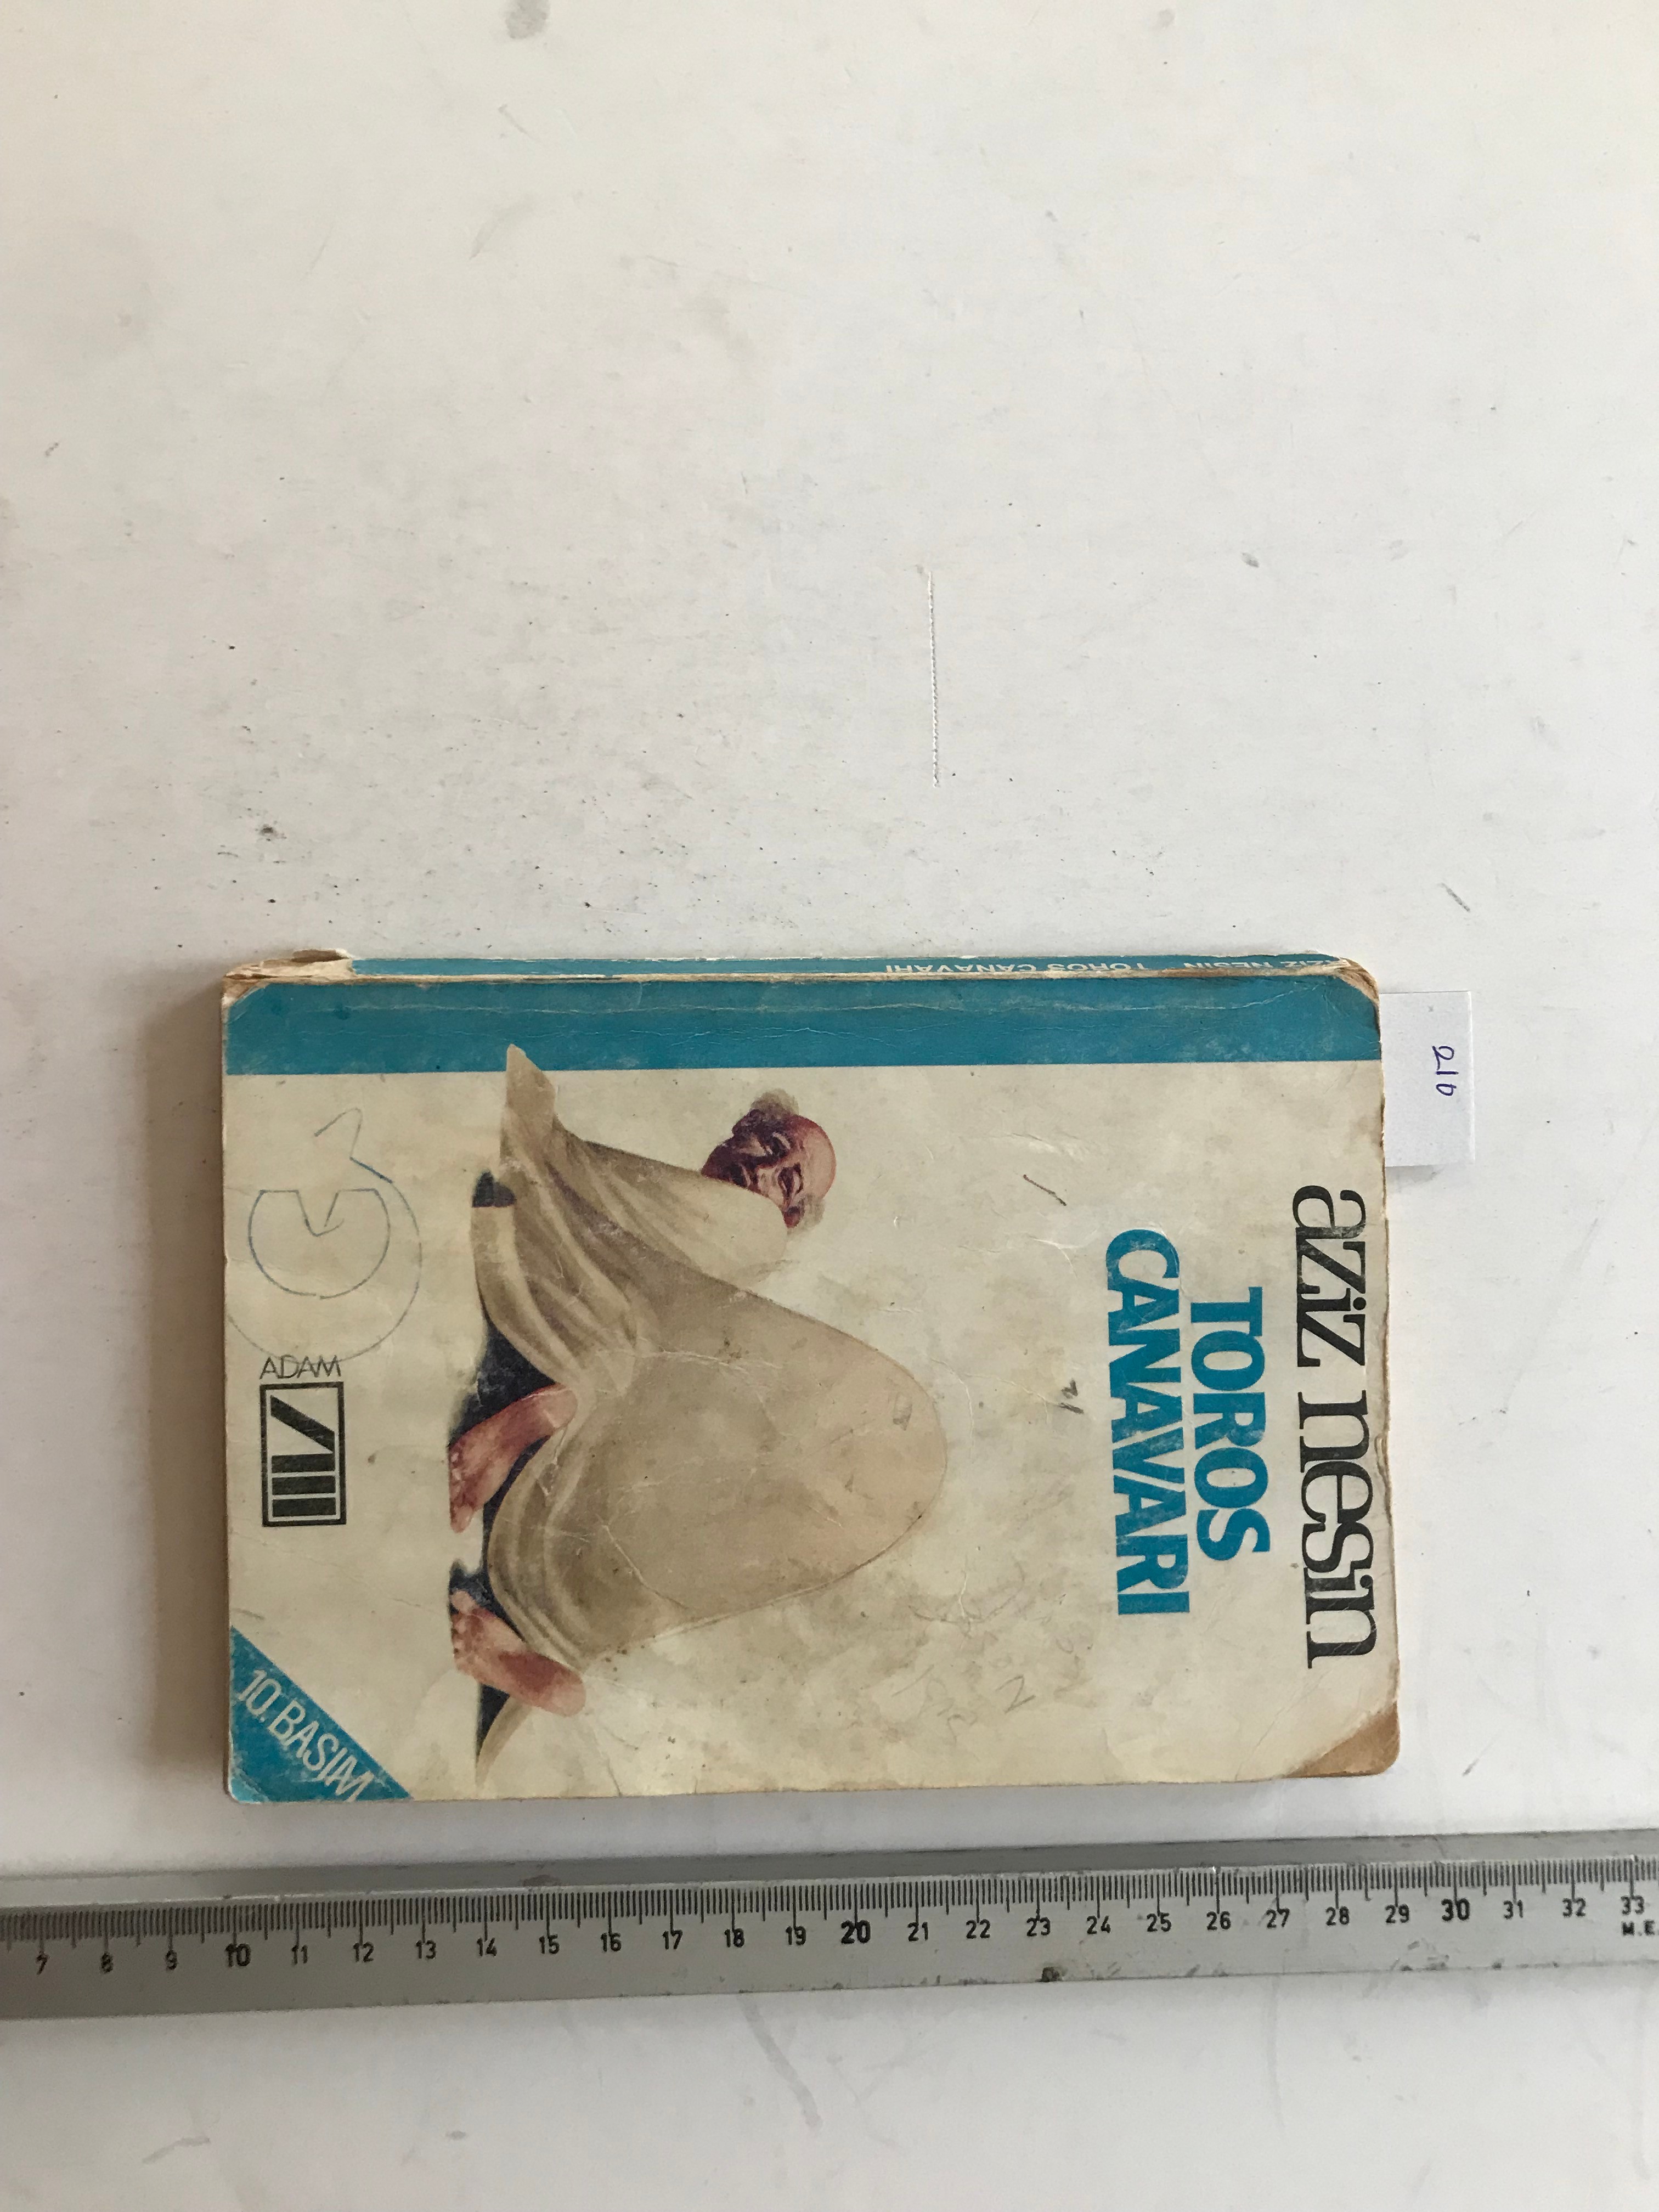 aziz nesin
TOROS
CANAVARI
12
ADAM
10. BASIM
AZİZ NESİN TOROS CANAVARI
216
7 8 9 10 11 12 13 14 15 16 17 18 19 20 21 22 23 24 25 26 27 28 29 30 31 32 33